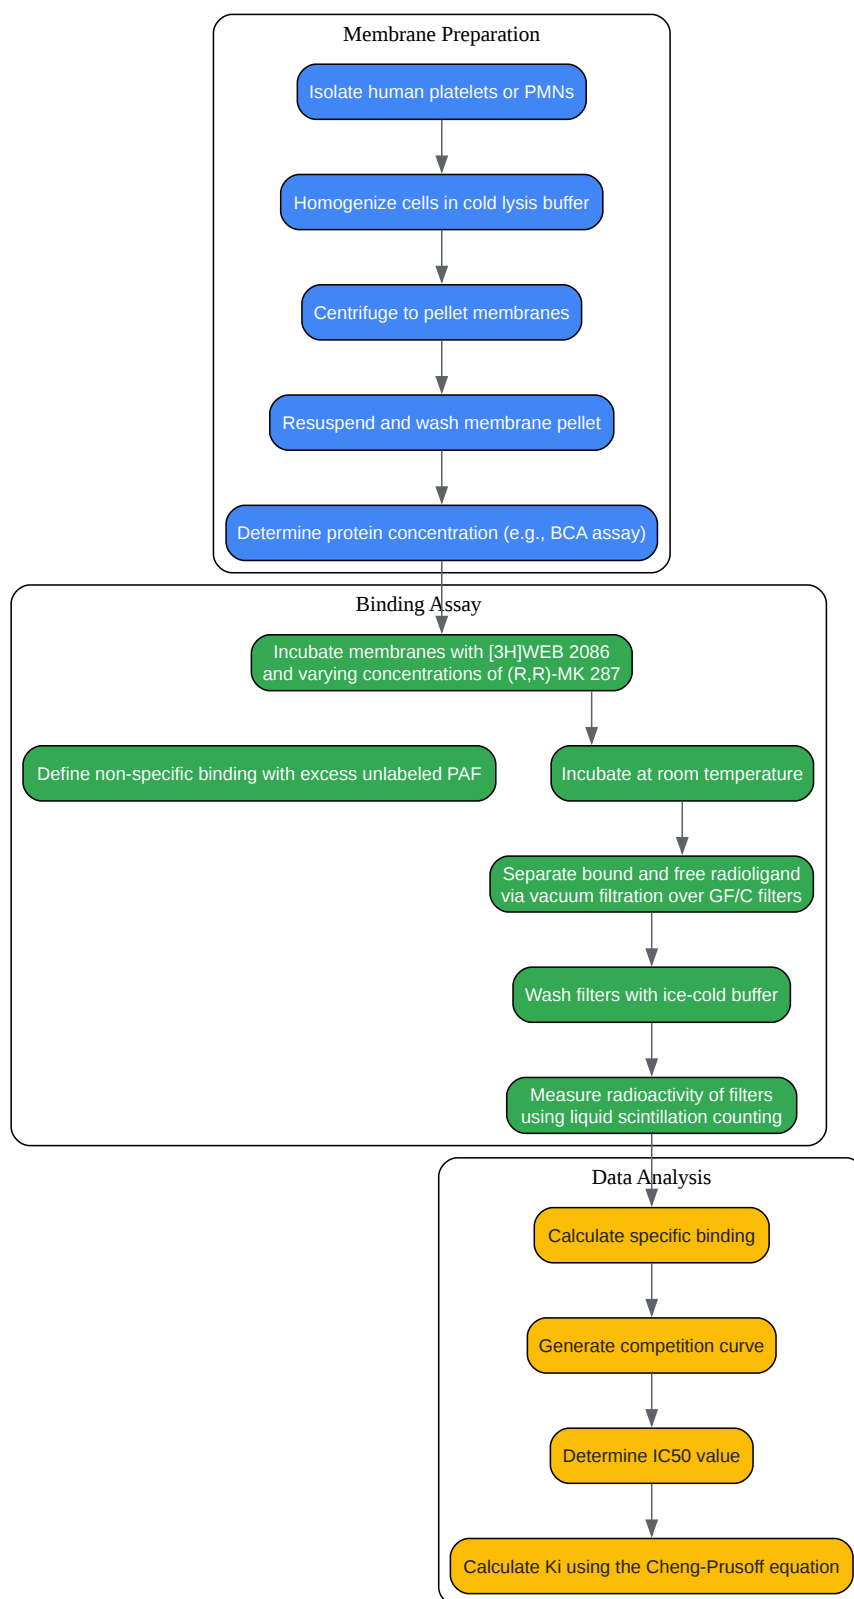 Membrane Preparation
Isolate human platelets or PMNs
Homogenize cells in cold lysis buffer
Centrifuge to pellet membranes
Resuspend and wash membrane pellet
Determine protein concentration (e.g., BCA assay)
Binding Assay
Incubate membranes with [3H]WEB 2086
and varying concentrations of (R,R)-MK 287
Define non-specific binding with excess unlabeled PAF
Incubate at room temperature
Separate bound and free radioligand
via vacuum filtration over GF/C filters
Wash filters with ice-cold buffer
Measure radioactivity of filters
using liquid scintillation counting
Data Analysis
Calculate specific binding
Generate competition curve
Determine IC50 value
Calculate Ki using the Cheng-Prusoff equation